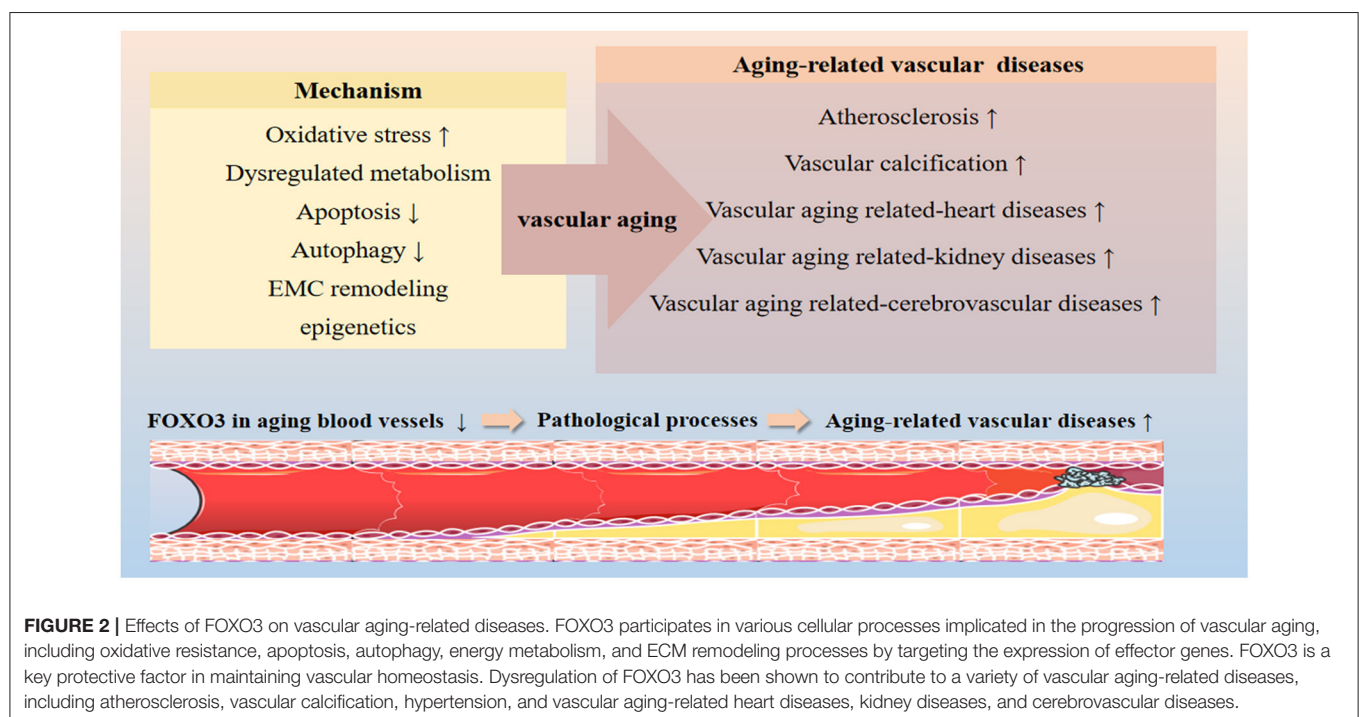 Mechanism
Oxidative stress ↑
Dysregulated metabolism
Apoptosis ↓
Autophagy ↓
EMC remodeling
epigenetics
vascular aging
Aging-related vascular diseases
Atherosclerosis ↑
Vascular calcification ↑
Vascular aging related-heart diseases ↑
Vascular aging related-kidney diseases ↑
Vascular aging related-cerebrovascular diseases ↑
FOXO3 in aging blood vessels ↓ Pathological processes Aging-related vascular diseases ↑
FIGURE 2 | Effects of FOXO3 on vascular aging-related diseases. FOXO3 participates in various cellular processes implicated in the progression of vascular aging,
including oxidative resistance, apoptosis, autophagy, energy metabolism, and ECM remodeling processes by targeting the expression of effector genes. FOXO3 is a
key protective factor in maintaining vascular homeostasis. Dysregulation of FOXO3 has been shown to contribute to a variety of vascular aging-related diseases,
including atherosclerosis, vascular calcification, hypertension, and vascular aging-related heart diseases, kidney diseases, and cerebrovascular diseases.